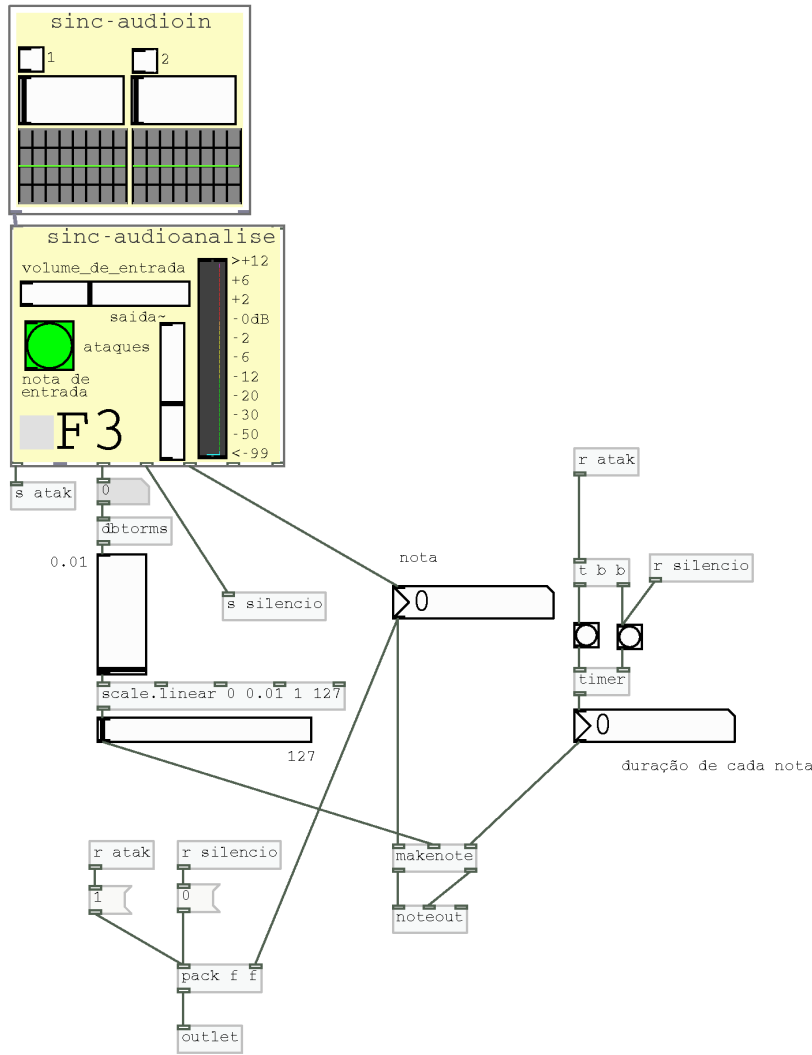 sinc-audioin
1
2
sinc-audioanalise
volume_de_entrada
>+12
+6
+2
-0dB
-2
-6
-12
-20
-30
-50
<-99
saida~
ataques
nota de
entrada
F3
s atak
0
dbtorms
0.01
s silencio
nota
0
r atak
t b b
r silencio
timer
0
duração de cada nota
scale.linear 0 0.01 1 127
127
r atak
r silencio
1
0
makenote
noteout
pack f f
outlet